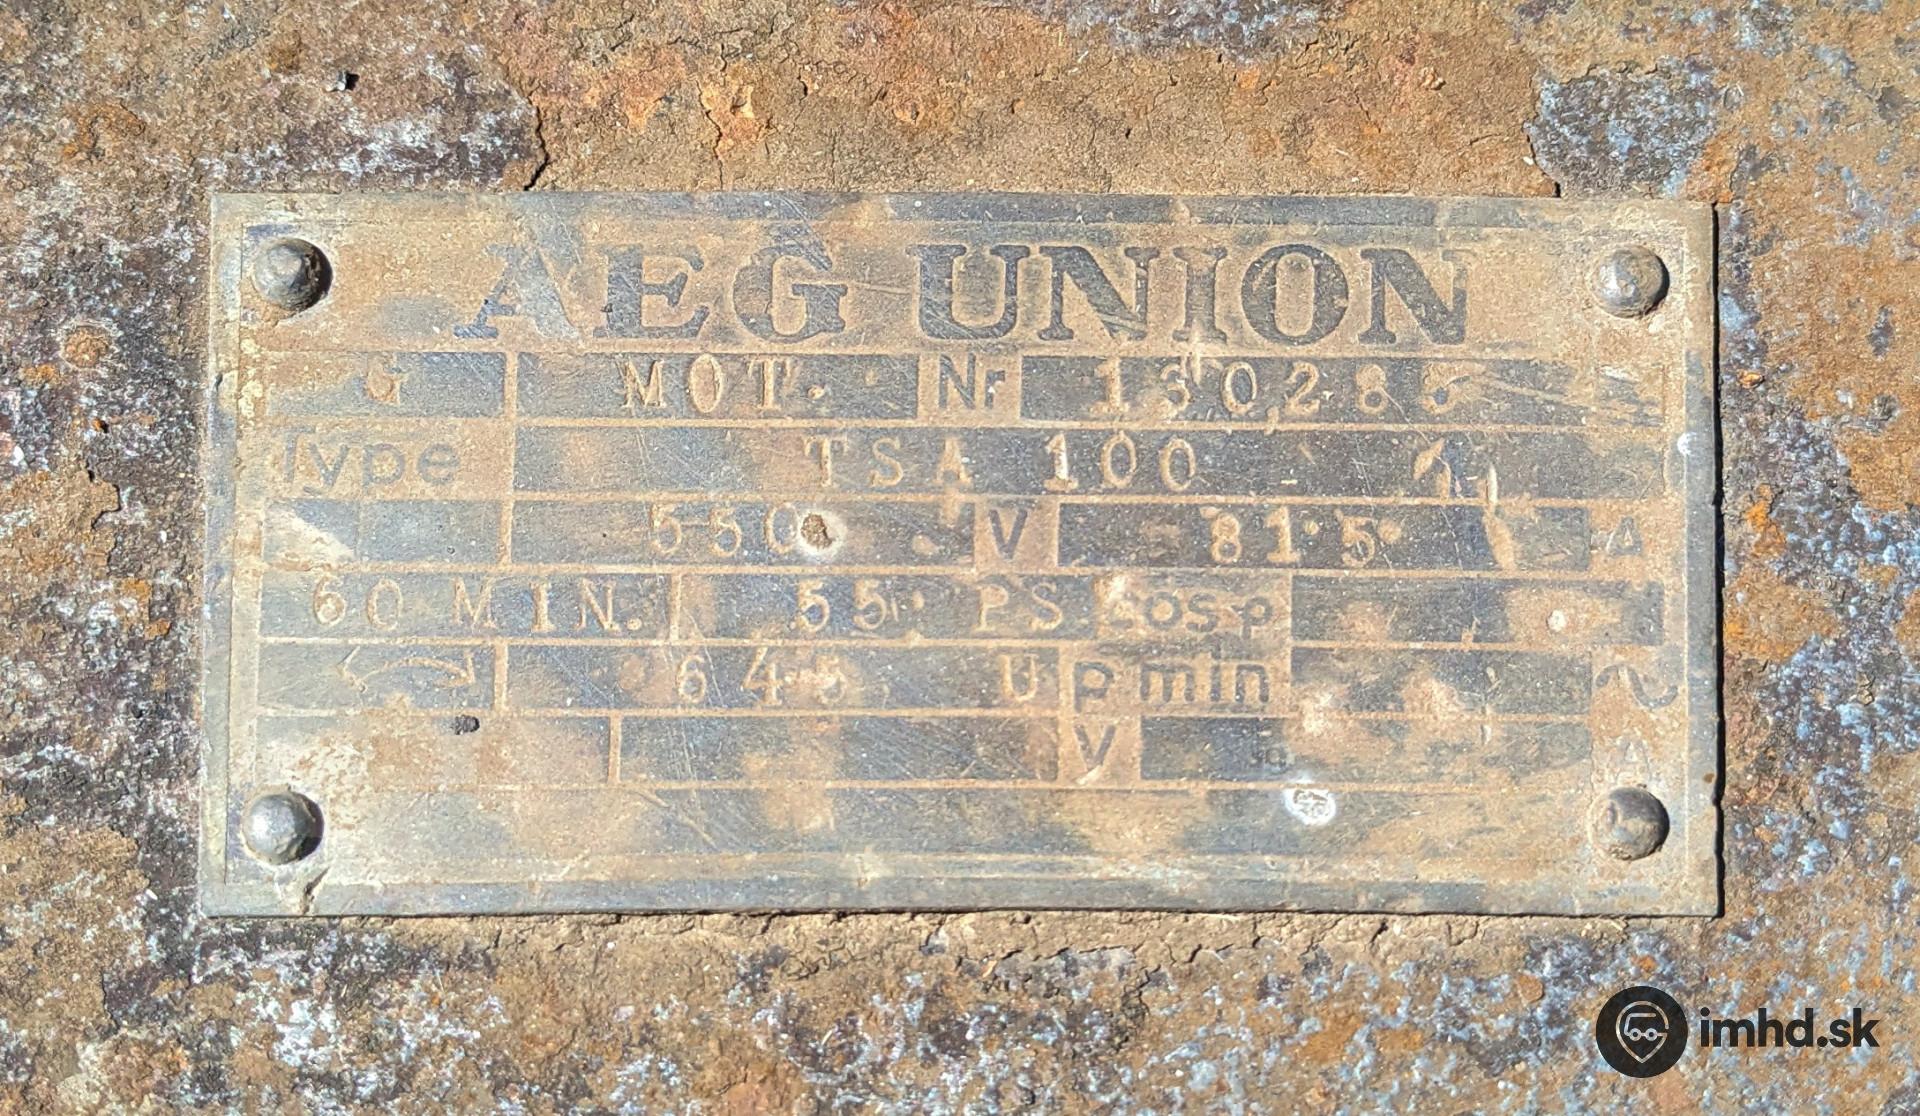 AEG UNION
G MOT. Nr 130285
Type TSA 100
550 V 81·5 A
60 MIN. 55 PS cos φ
645 U p min
V A
imhd.sk